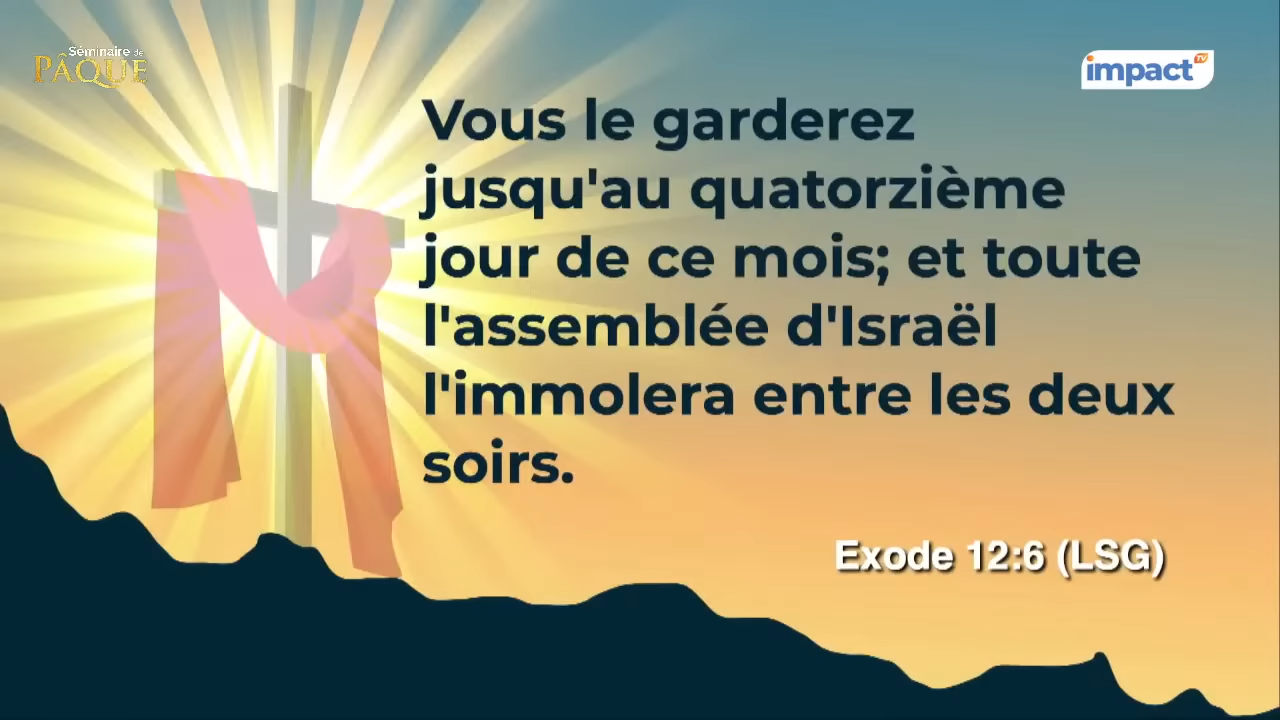 Séminaire de
PÂQUE
impact TV
Vous le garderez
jusqu'au quatorzième
jour de ce mois; et toute
l'assemblée d'Israël
l'immolera entre les deux
soirs.
Exode 12:6 (LSG)